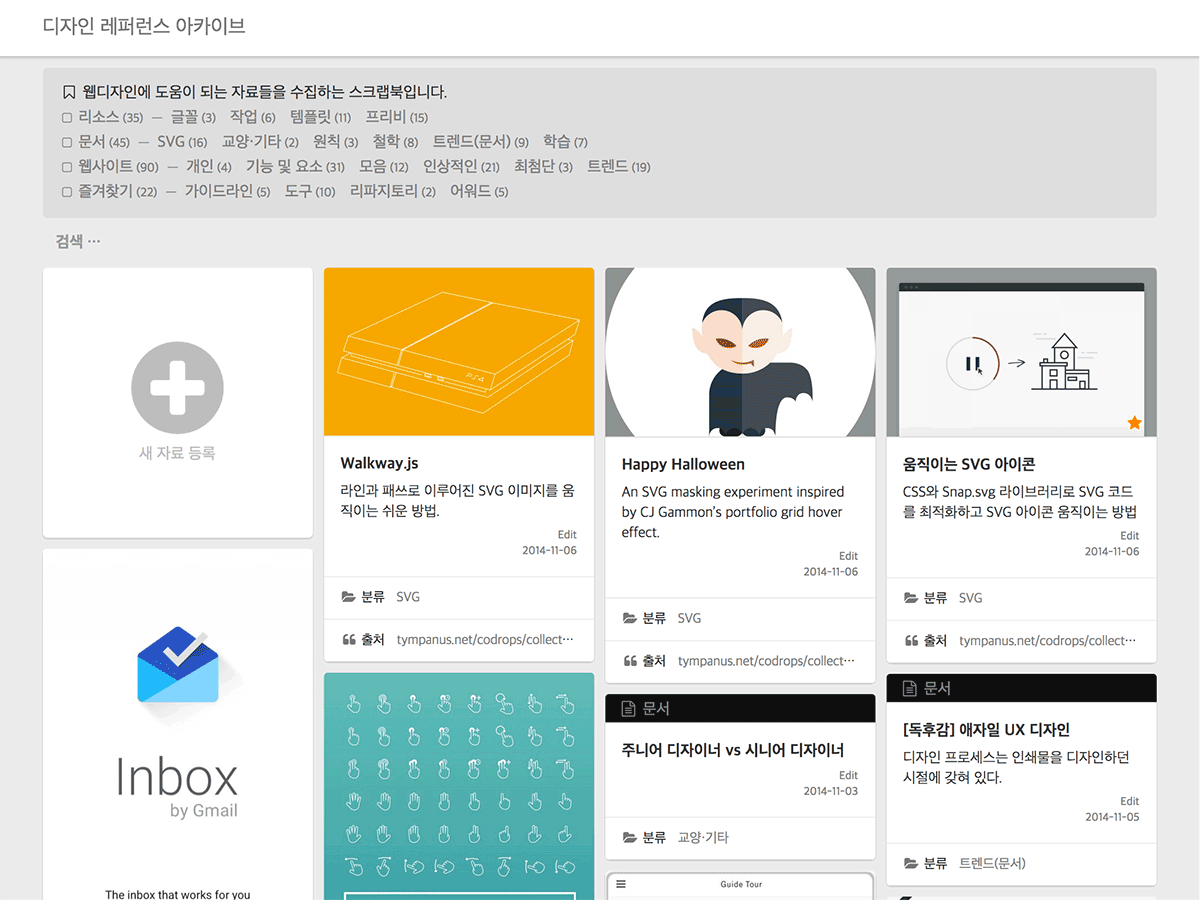 디자인 레퍼런스 아카이브
웹디자인에 도움이 되는 자료들을 수집하는 스크랩북입니다.
리소스 (35) — 글꼴 (3) 작업 (6) 템플릿 (11) 프리비 (15)
문서 (45) — SVG (16) 교양·기타 (2) 원칙 (3) 철학 (8) 트렌드(문서) (9) 학습 (7)
웹사이트 (90) — 개인 (4) 기능 및 요소 (31) 모음 (12) 인상적인 (21) 최첨단 (3) 트렌드 (19)
즐겨찾기 (22) — 가이드라인 (5) 도구 (10) 리파지토리 (2) 어워드 (5)
검색 ···
새 자료 등록
Inbox
by Gmail
The inbox that works for you
PS4
Walkway.js
라인과 패쓰로 이루어진 SVG 이미지를 움
직이는 쉬운 방법.
Edit
2014-11-06
분류 SVG
출처 tympanus.net/codrops/collect···
Happy Halloween
An SVG masking experiment inspired
by CJ Gammon's portfolio grid hover
effect.
Edit
2014-11-06
분류 SVG
출처 tympanus.net/codrops/collect···
문서
주니어 디자이너 vs 시니어 디자이너
Edit
2014-11-03
분류 교양·기타
Guide Tour
움직이는 SVG 아이콘
CSS와 Snap.svg 라이브러리로 SVG 코드
를 최적화하고 SVG 아이콘 움직이는 방법
Edit
2014-11-06
분류 SVG
출처 tympanus.net/codrops/collect···
문서
[독후감] 애자일 UX 디자인
디자인 프로세스는 인쇄물을 디자인하던
시절에 갖혀 있다.
Edit
2014-11-05
분류 트렌드(문서)